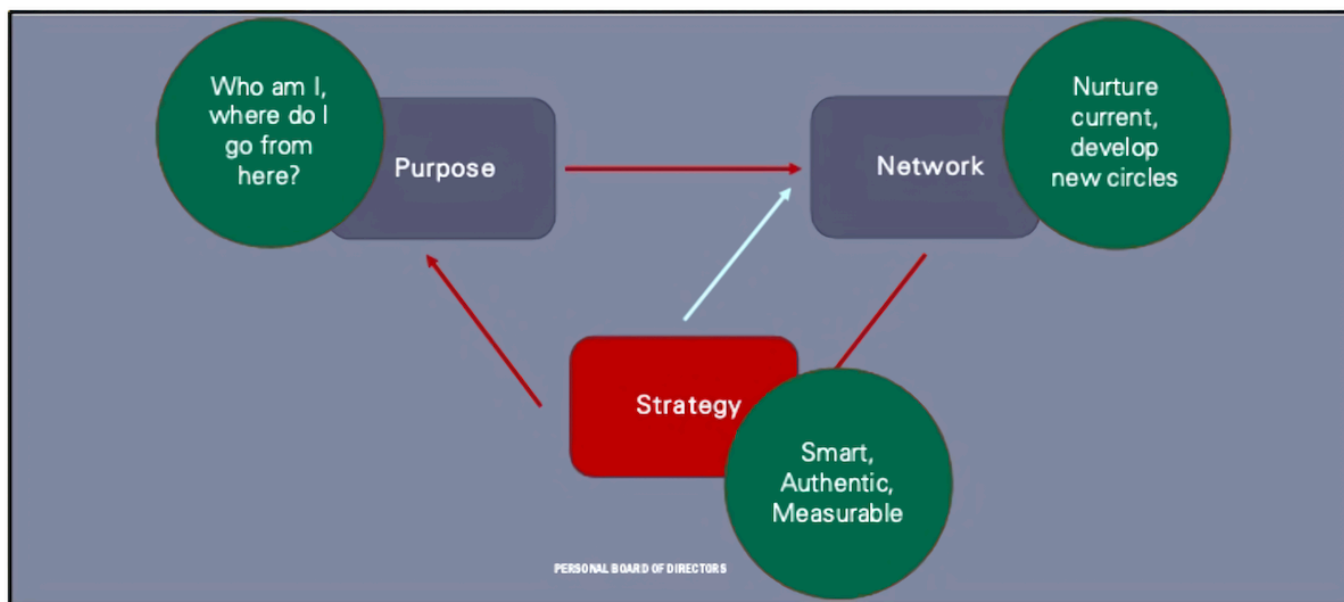 Who am I,
where do I
go from
here?
Purpose
Network
Nurture
current,
develop
new circles
Strategy
Smart,
Authentic,
Measurable
PERSONAL BOARD OF DIRECTORS